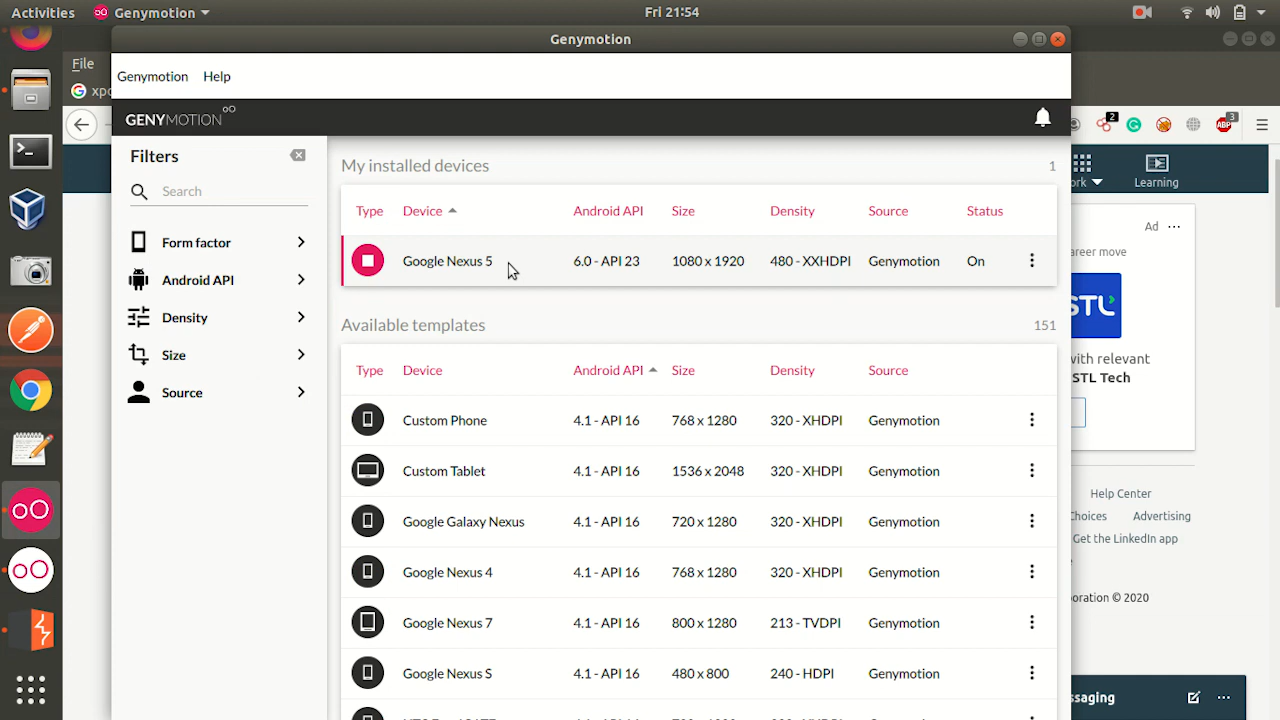 Activities
Genymotion
Fri 21:54
File
Genymotion
xpo
Genymotion Help
GENYMOTION
2
ABP
3
Filters
Search
Form factor
Android API
Density
Size
Source
My installed devices 1
Type Device Android API Size Density Source Status
Google Nexus 5 6.0 - API 23 1080 x 1920 480 - XXHDPI Genymotion On
Available templates 151
Type Device Android API Size Density Source
Custom Phone 4.1 - API 16 768 x 1280 320 - XHDPI Genymotion
Custom Tablet 4.1 - API 16 1536 x 2048 320 - XHDPI Genymotion
Google Galaxy Nexus 4.1 - API 16 720 x 1280 320 - XHDPI Genymotion
Google Nexus 4 4.1 - API 16 768 x 1280 320 - XHDPI Genymotion
Google Nexus 7 4.1 - API 16 800 x 1280 213 - TVDPI Genymotion
Google Nexus S 4.1 - API 16 480 x 800 240 - HDPI Genymotion
ork
Learning
Ad
areer move
STL
with relevant
STL Tech
Help Center
Choices Advertising
Get the LinkedIn app
oration © 2020
ssaging